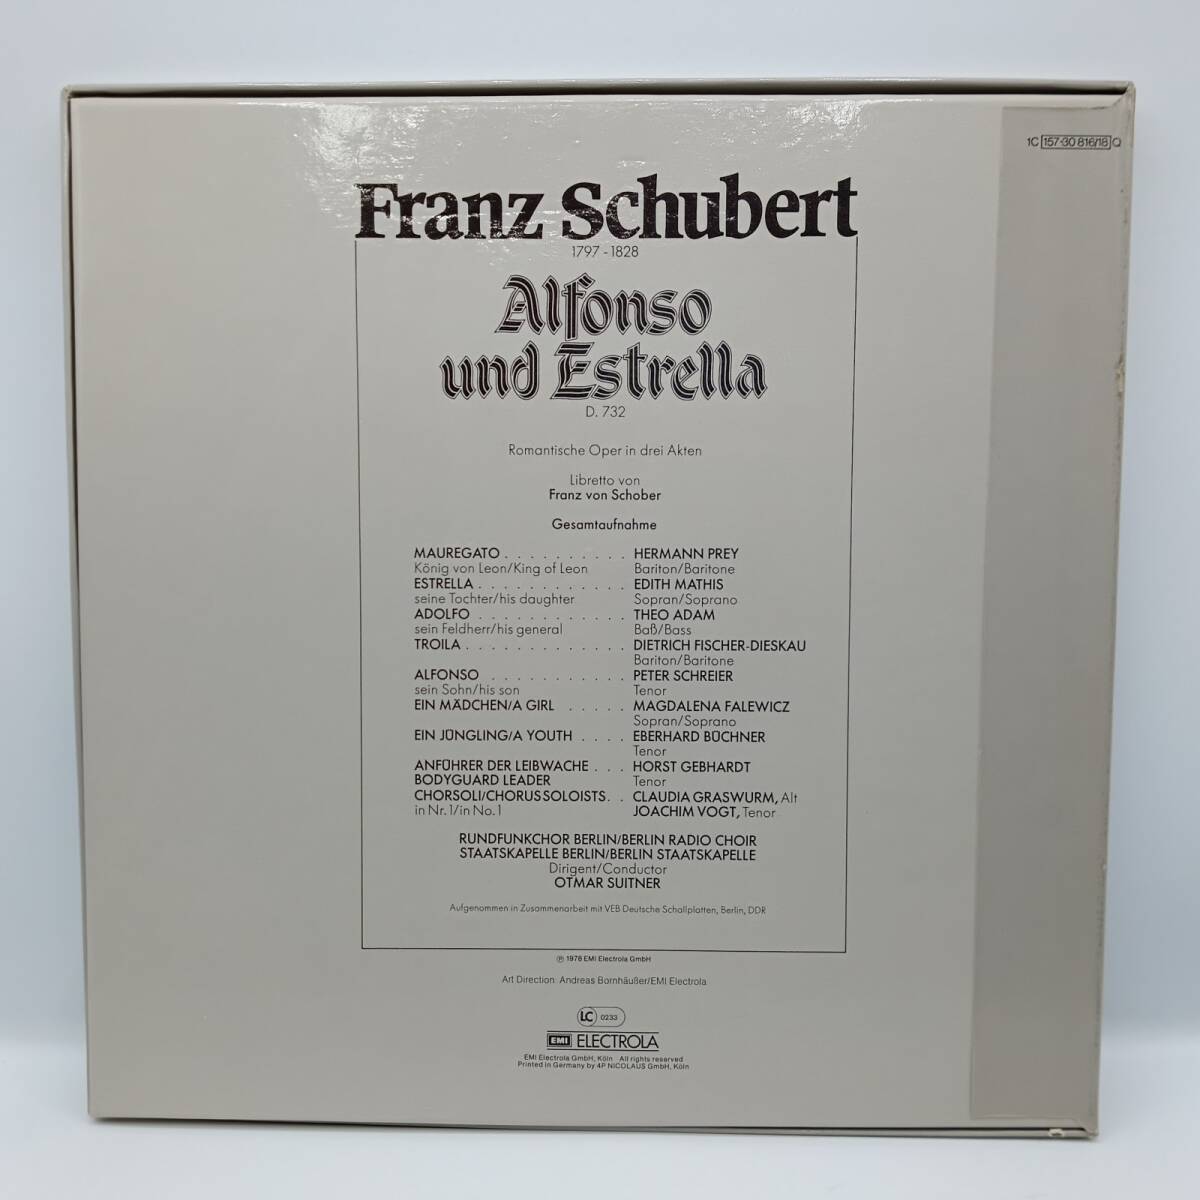 1C 157-30 816/18 Q
Franz Schubert
1797 - 1828
Alfonso
und Estrella
D. 732
Romantische Oper in drei Akten
Libretto von
Franz von Schober
Gesamtaufnahme
MAUREGATO . . . . . . . . . . HERMANN PREY
König von Leon/King of Leon Bariton/Baritone
ESTRELLA . . . . . . . . . . . . EDITH MATHIS
seine Tochter/his daughter Sopran/Soprano
ADOLFO . . . . . . . . . . . . THEO ADAM
sein Feldherr/his general Baß/Bass
TROILA . . . . . . . . . . . . . DIETRICH FISCHER-DIESKAU
Bariton/Baritone
ALFONSO . . . . . . . . . . . PETER SCHREIER
sein Sohn/his son Tenor
EIN MÄDCHEN/A GIRL . . . . . MAGDALENA FALEWICZ
Sopran/Soprano
EIN JÜNGLING/A YOUTH . . . . EBERHARD BÜCHNER
Tenor
ANFÜHRER DER LEIBWACHE . . . HORST GEBHARDT
BODYGUARD LEADER Tenor
CHORSOLI/CHORUS SOLOISTS . . CLAUDIA GRASWURM, Alt
in Nr. 1/in No. 1 JOACHIM VOGT, Tenor
RUNDFUNKCHOR BERLIN/BERLIN RADIO CHOIR
STAATSKAPELLE BERLIN/BERLIN STAATSKAPELLE
Dirigent/Conductor
OTMAR SUITNER
Aufgenommen in Zusammenarbeit mit VEB Deutsche Schallplatten, Berlin, DDR
℗ 1978 EMI Electrola GmbH
Art Direction: Andreas Bornhäußer/EMI Electrola
LC 0233
EMI ELECTROLA
EMI Electrola GmbH, Köln All rights reserved
Printed in Germany by 4P NICOLAUS GmbH, Köln